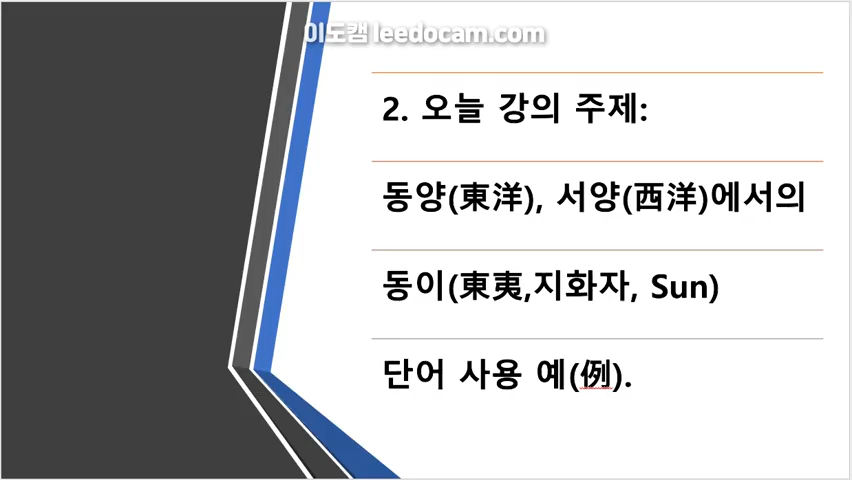 이도캠 leedocam.com
2. 오늘 강의 주제:
동양(東洋), 서양(西洋)에서의
동이(東夷,지화자, Sun)
단어 사용 예(例).